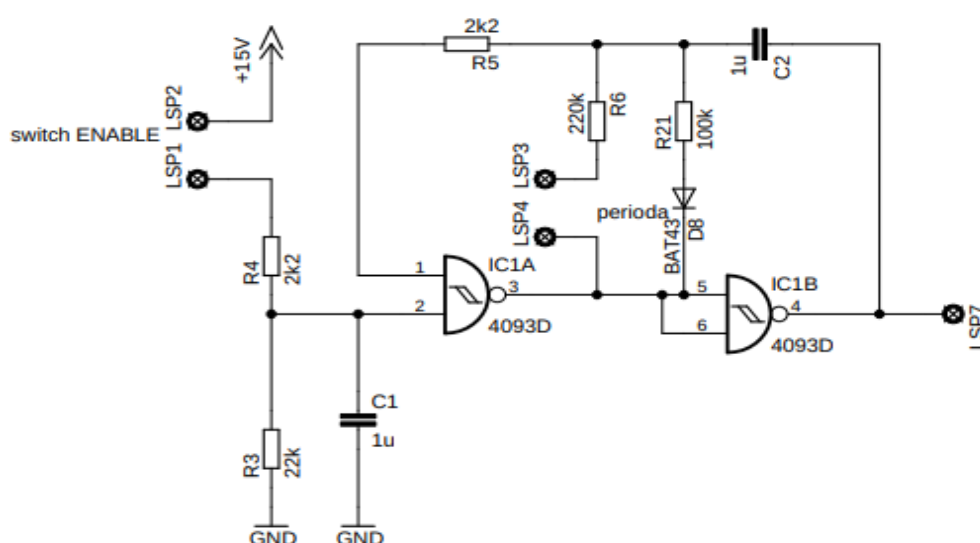 2k2
R5
+15V
LSP2
switch ENABLE
LSP1
1u
C2
220k
R6
R21
100k
LSP3
LSP4
perioda
BAT43
D8
R4
2k2
1
2
IC1A
3
4093D
5
6
IC1B
4
4093D
LSP7
C1
1u
R3
22k
GND
GND